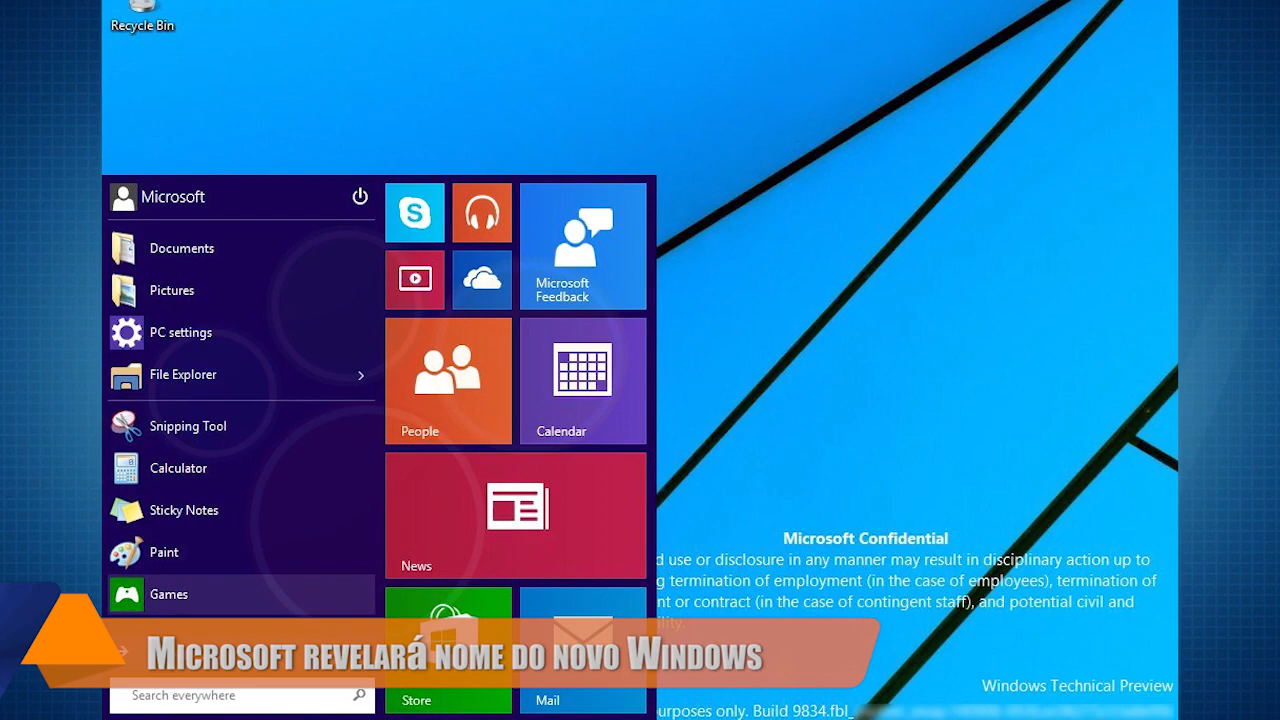 Recycle Bin
Microsoft
Documents
Pictures
PC settings
File Explorer
Snipping Tool
Calculator
Sticky Notes
Paint
Games
Search everywhere
Microsoft
Feedback
People
Calendar
News
Store
Mail
Microsoft Confidential
use or disclosure in any manner may result in disciplinary action up to
termination of employment (in the case of employees), termination of
or contract (in the case of contingent staff), and potential civil and
Windows Technical Preview
purposes only. Build 9834.fbl_
MICROSOFT REVELARá NOME DO NOVO WINDOWS